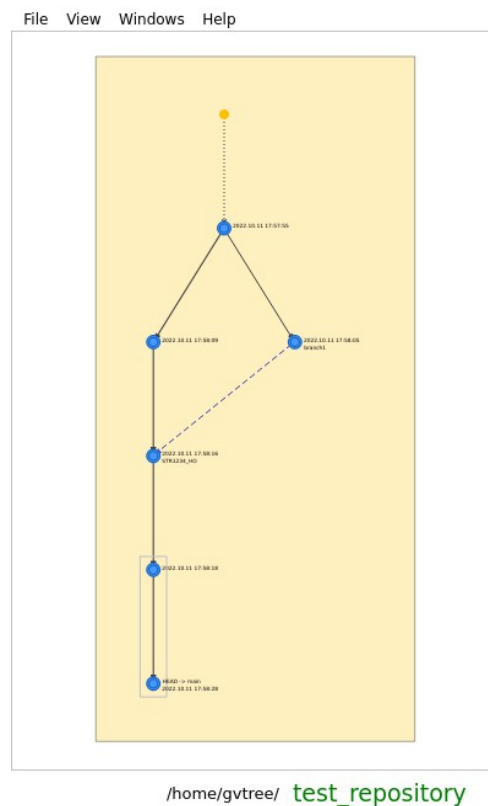 File View Windows Help
2022.10.11 17:57:55
2022.10.11 17:58:09
2022.10.11 17:58:05
branch1
2022.10.11 17:58:16
STR1234_HO
2022.10.11 17:58:18
HEAD -> main
2022.10.11 17:58:28
/home/gvtree/ test_repository